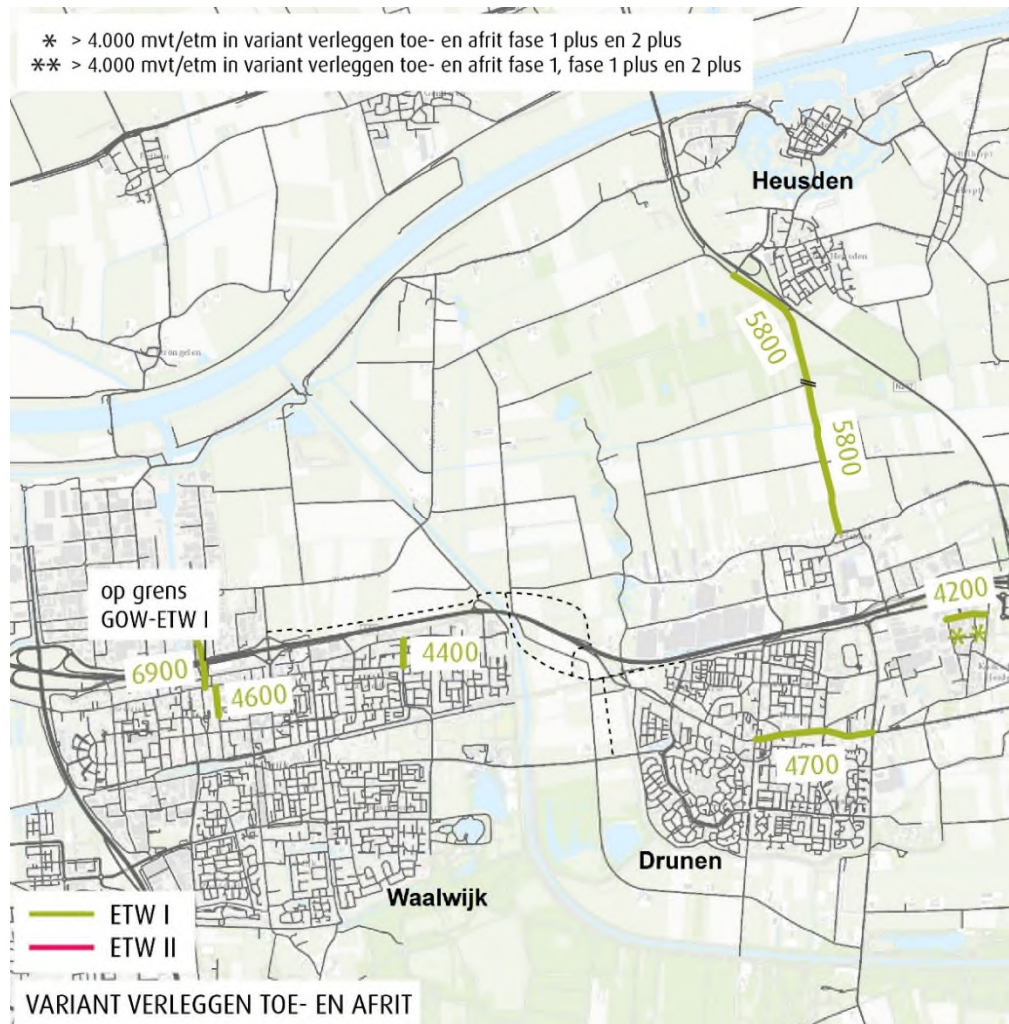 * > 4.000 mvt/etm in variant verleggen toe- en afrit fase 1 plus en 2 plus
** > 4.000 mvt/etm in variant verleggen toe- en afrit fase 1, fase 1 plus en 2 plus
Heusden
5800
5800
op grens
GOW-ETW I
4200
**
6900
4400
4600
4700
Drunen
Waalwijk
ETW I
ETW II
VARIANT VERLEGGEN TOE- EN AFRIT